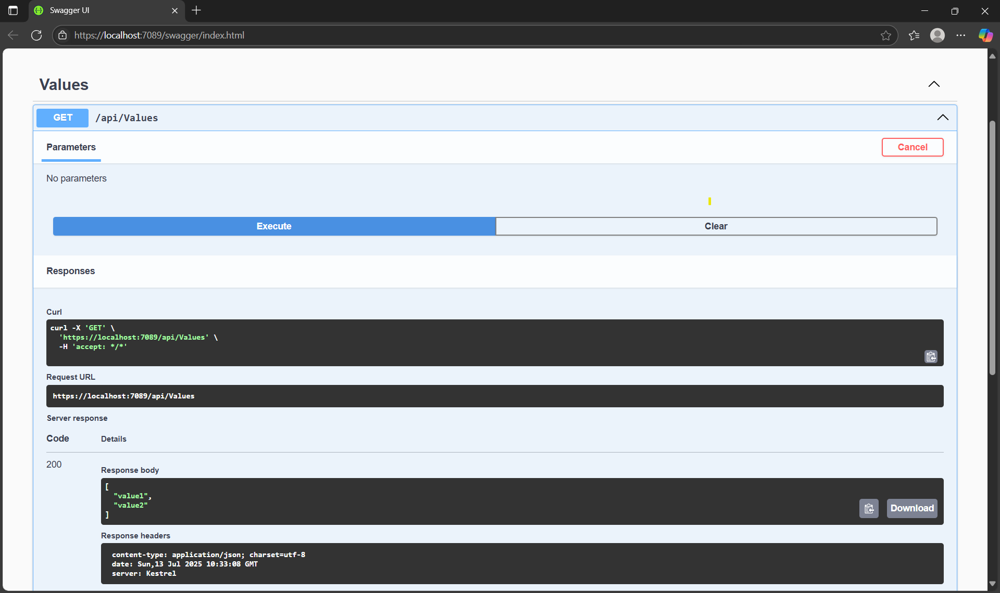 Swagger UI
https://localhost:7089/swagger/index.html
Values
GET /api/Values
Parameters
Cancel
No parameters
Execute
Clear
Responses
Curl
curl -X 'GET' \
'https://localhost:7089/api/Values' \
-H 'accept: */*'
Request URL
https://localhost:7089/api/Values
Server response
Code Details
200
Response body
[
"value1",
"value2"
]
Download
Response headers
content-type: application/json; charset=utf-8
date: Sun,13 Jul 2025 10:33:08 GMT
server: Kestrel